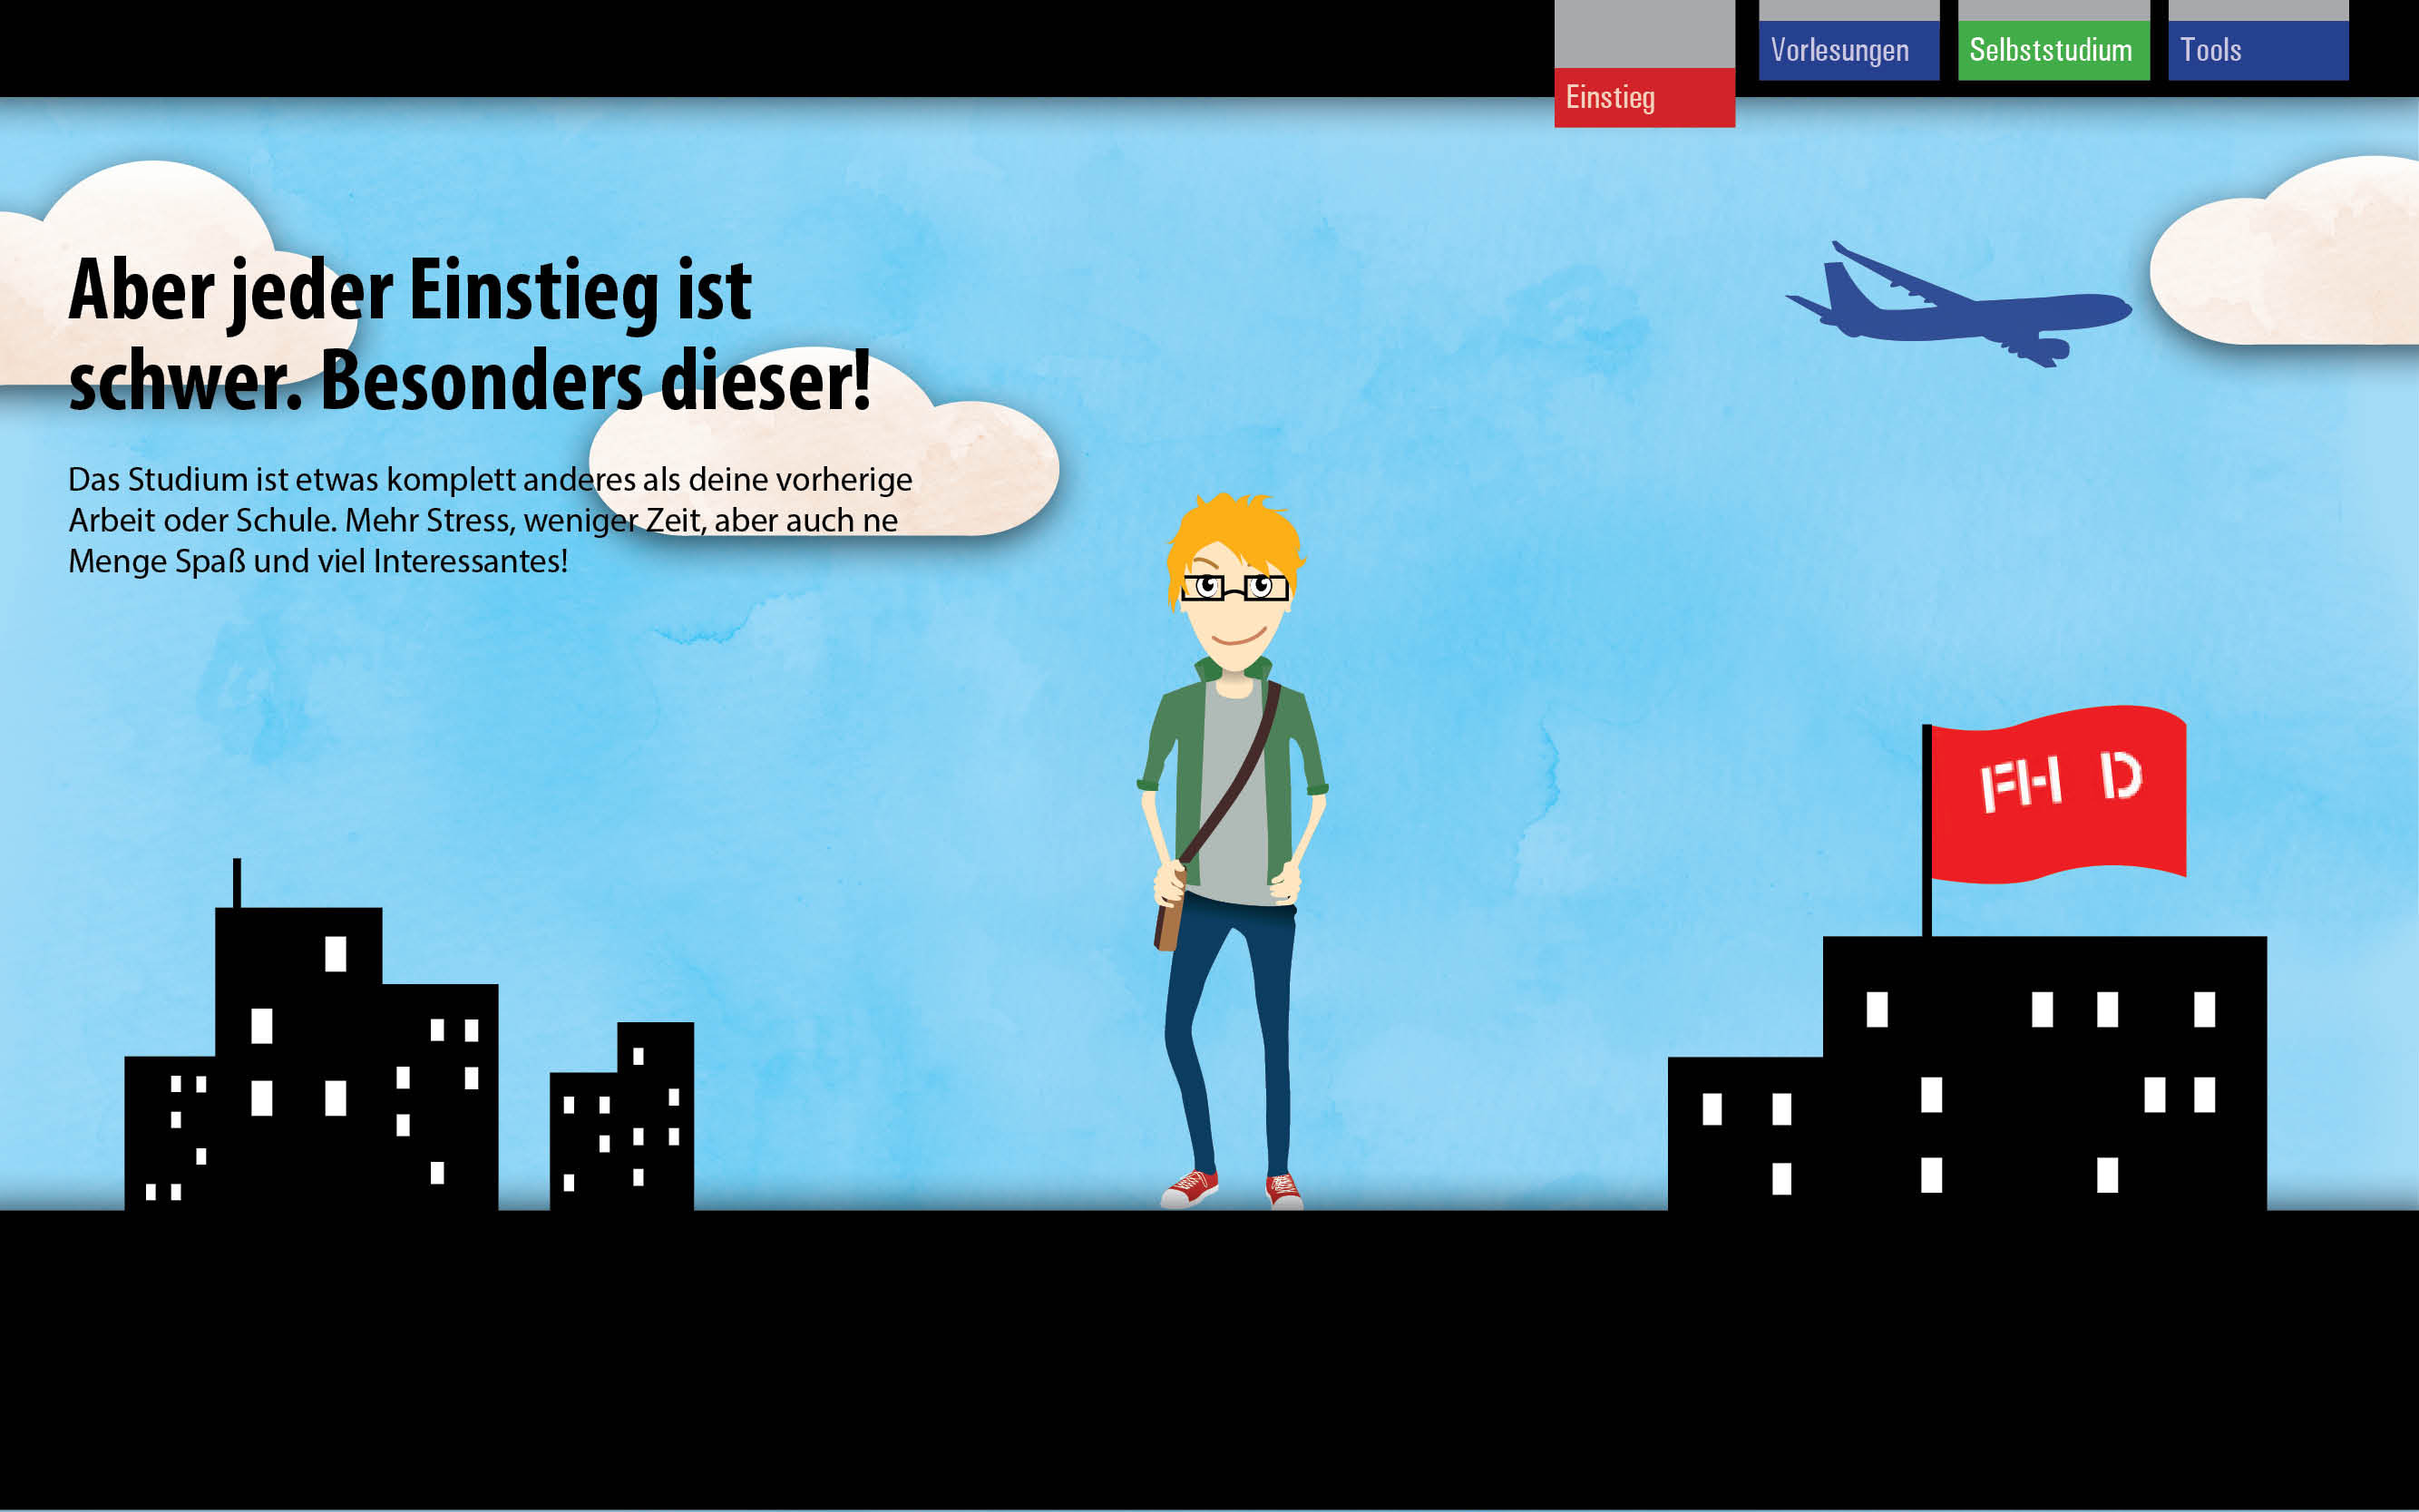 Einstieg
Vorlesungen
Selbststudium
Tools
Aber jeder Einstieg ist
schwer. Besonders dieser!
Das Studium ist etwas komplett anderes als deine vorherige
Arbeit oder Schule. Mehr Stress, weniger Zeit, aber auch ne
Menge Spaß und viel Interessantes!
FH D